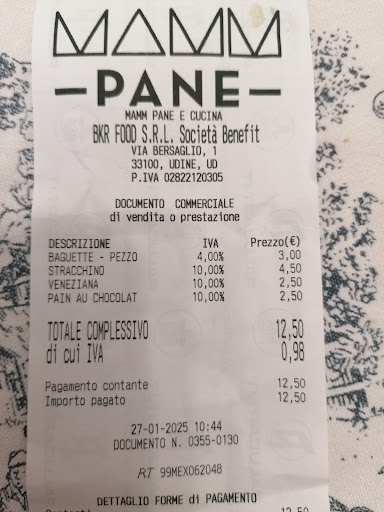 MAMM
PANE
MAMM PANE E CUCINA
BKR FOOD S.R.L. Società Benefit
VIA BERSAGLIO, 1
33100, UDINE, UD
P.IVA 02822120305
DOCUMENTO COMMERCIALE
di vendita o prestazione
DESCRIZIONE IVA Prezzo(€)
BAGUETTE - PEZZO 4,00% 3,00
STRACCHINO 10,00% 4,50
VENEZIANA 10,00% 2,50
PAIN AU CHOCOLAT 10,00% 2,50
TOTALE COMPLESSIVO 12,50
di cui IVA 0,98
Pagamento contante 12,50
Importo pagato 12,50
27-01-2025 10:44
DOCUMENTO N. 0355-0130
RT 99MEX062048
DETTAGLIO FORME di PAGAMENTO
Contanti 12,50